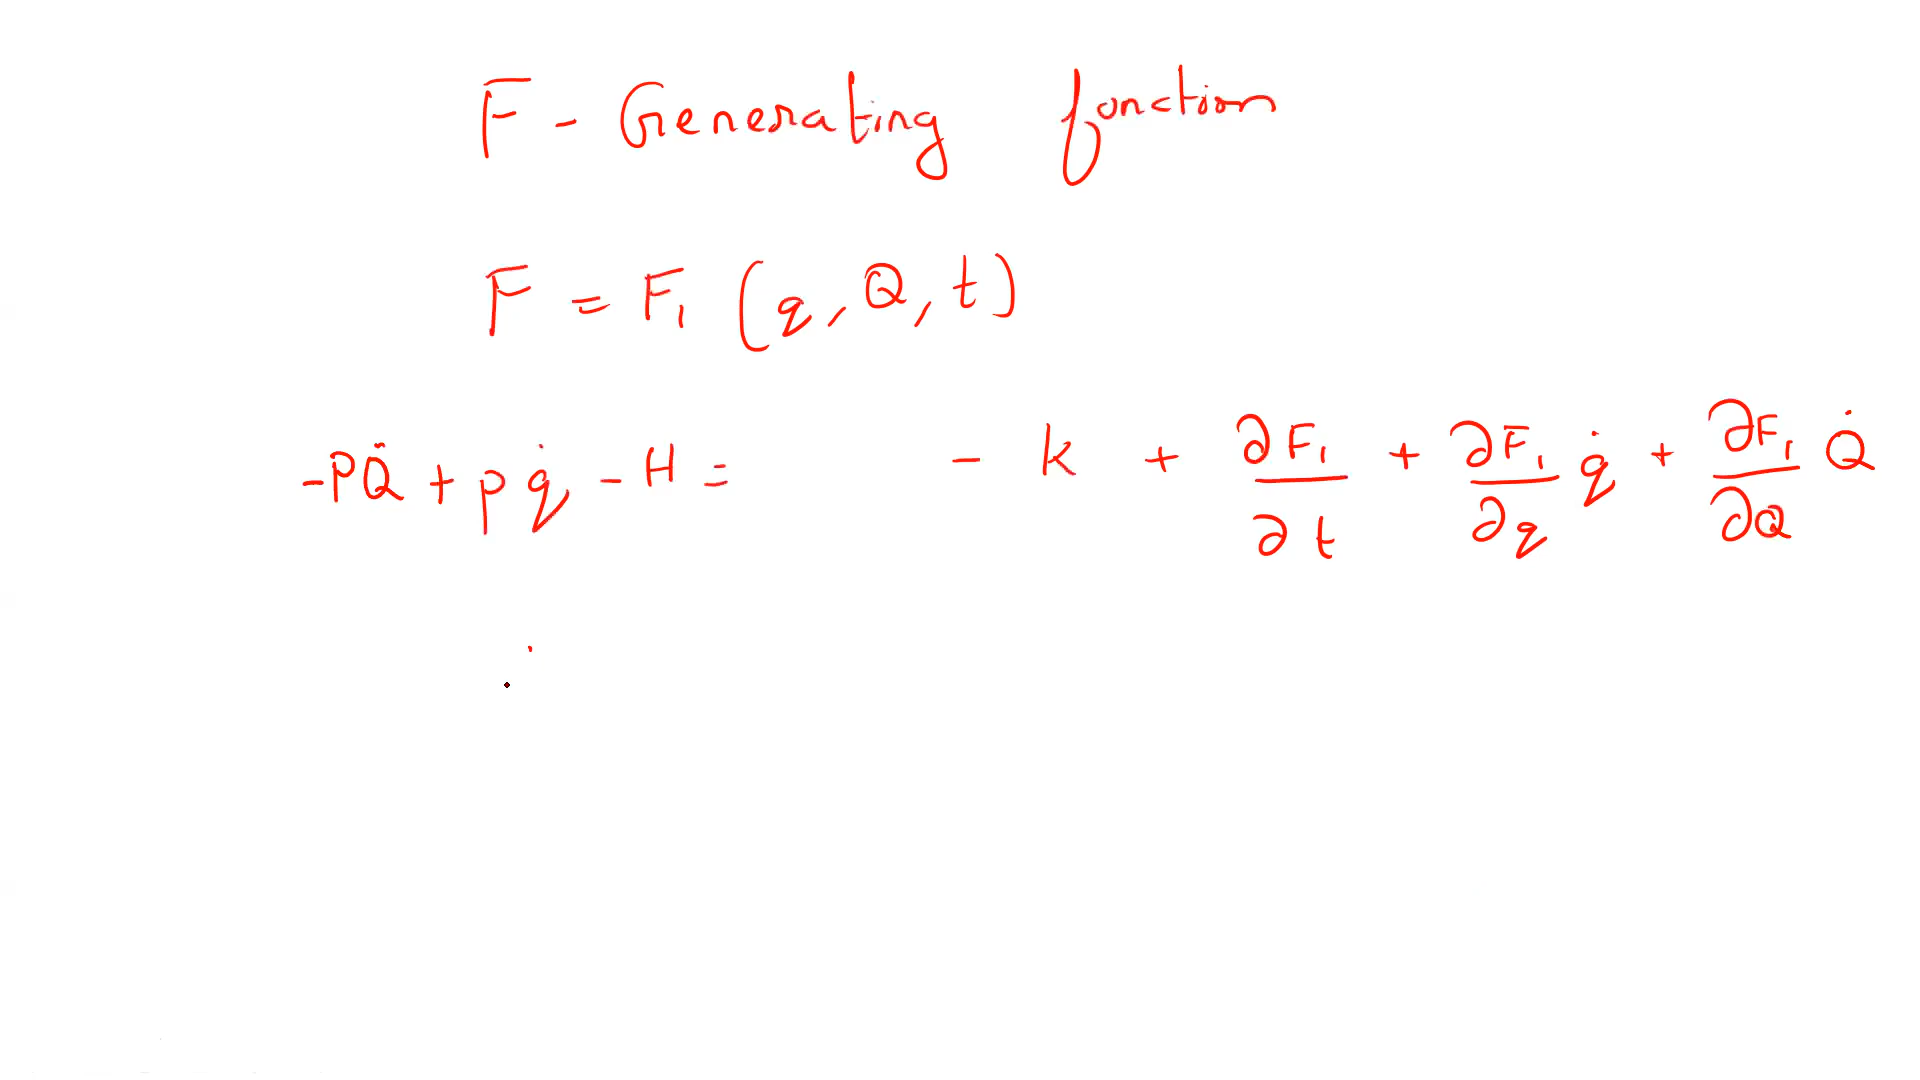 F - Generating function
F = F₁ (q, Q, t)
-PQ̇ + pq̇ - H = - k + ∂F₁/∂t + ∂F₁/∂q q̇ + ∂F₁/∂Q Q̇